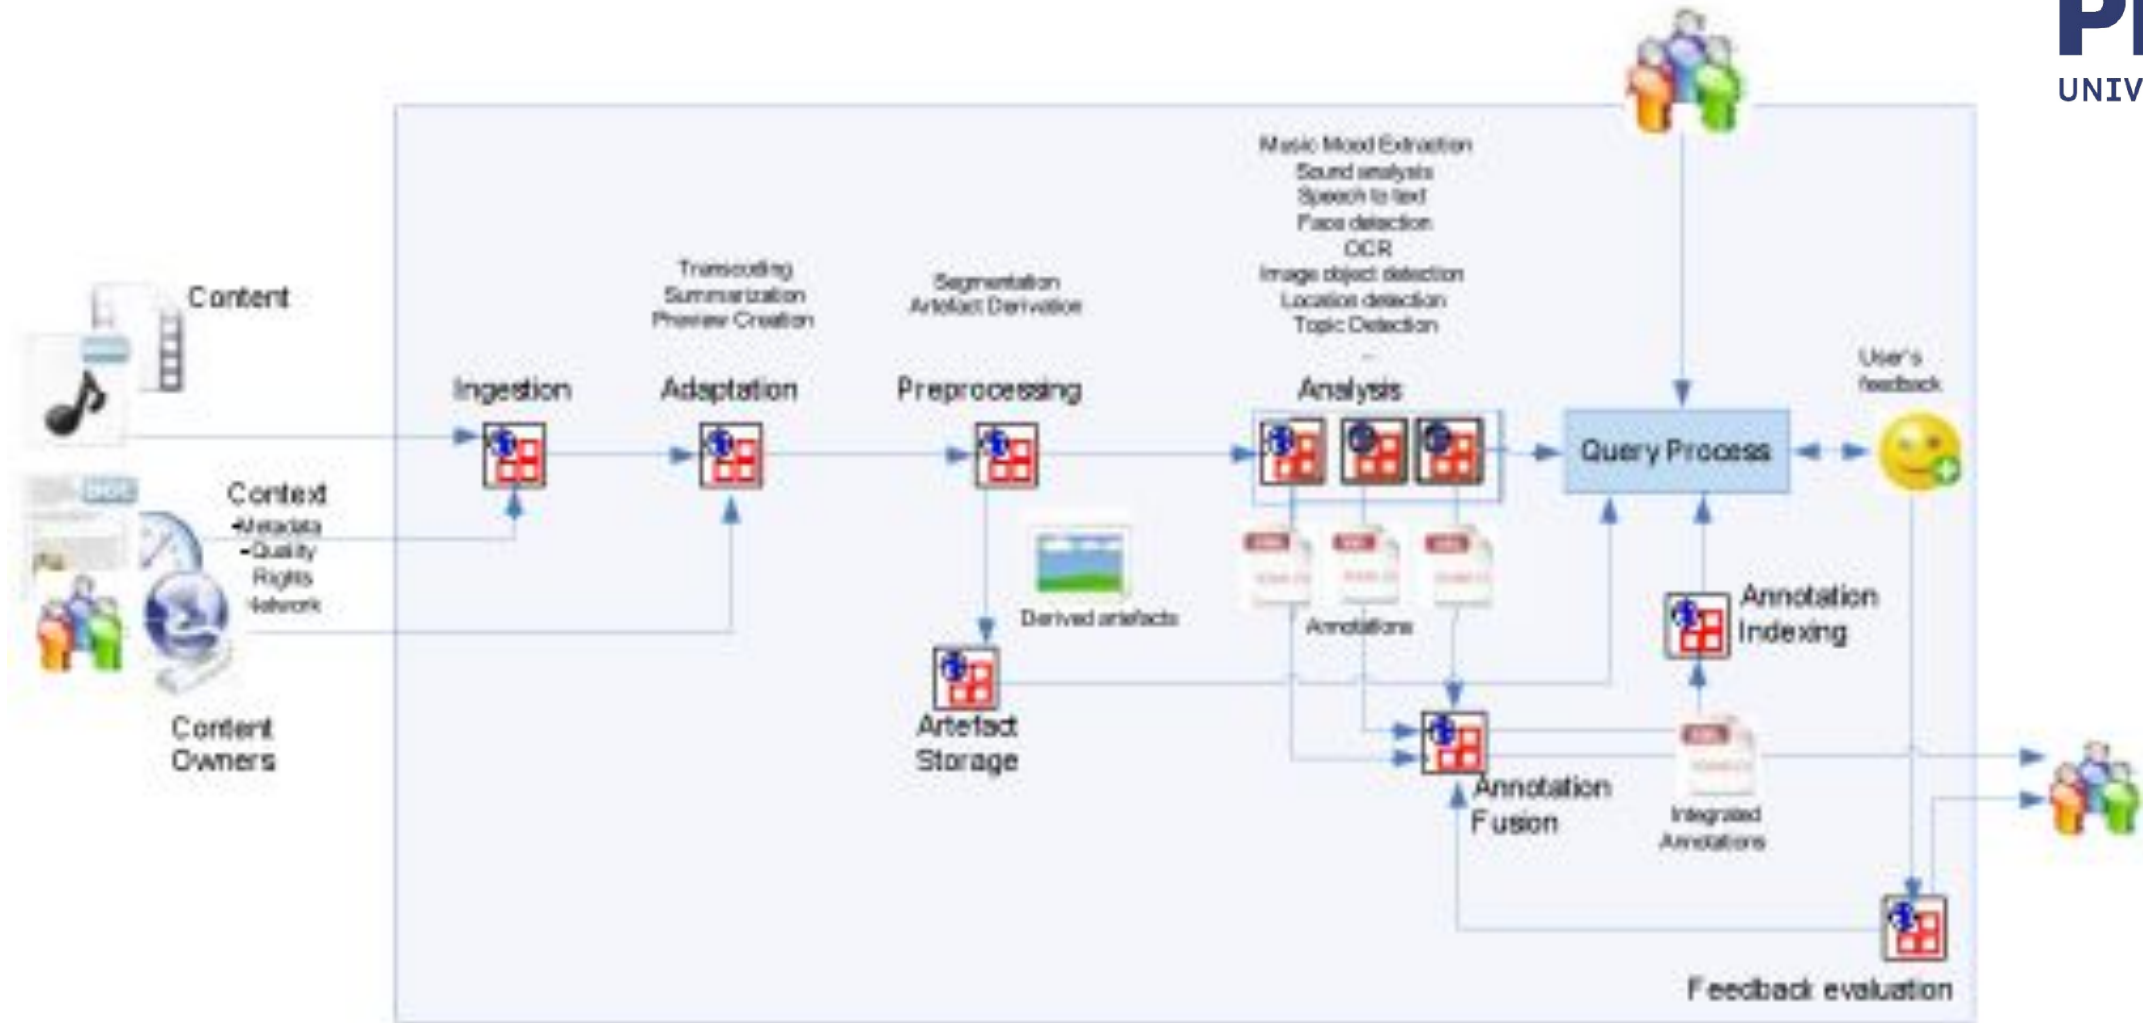 UNIV
Content
Context
Metadata
Quality
Rights
Network
Content
Owners
Ingestion
Transcoding
Summarization
Preview Creation
Adaptation
Segmentation
Artefact Derivation
Preprocessing
Derived artefacts
Artefact
Storage
Music Mood Extraction
Sound analysis
Speech to text
Face detection
OCR
Image object detection
Location detection
Topic Detection
...
Analysis
Annotations
Query Process
User's
feedback
Annotation
Indexing
Annotation
Fusion
Integrated
Annotations
Feedback evaluation